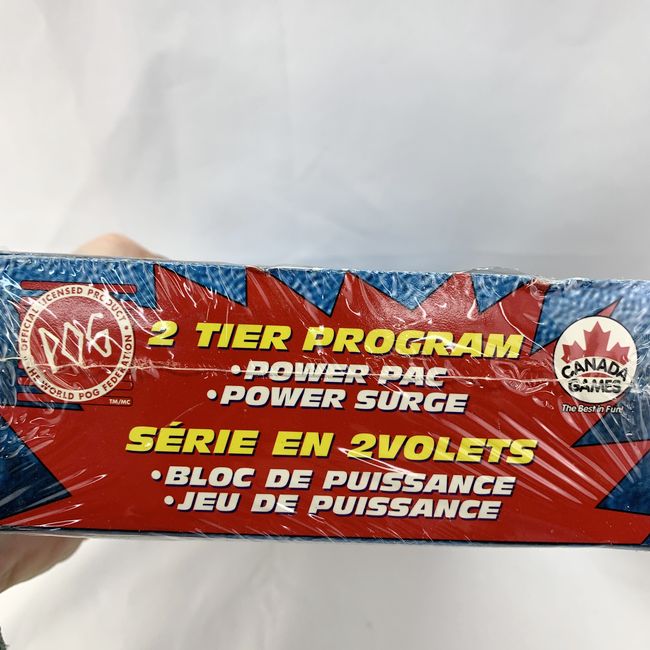 OFFICIAL LICENSED PRODUCT
POG
THE WORLD POG FEDERATION
TM/MC
2 TIER PROGRAM
•POWER PAC
•POWER SURGE
SÉRIE EN 2VOLETS
•BLOC DE PUISSANCE
•JEU DE PUISSANCE
CANADA
GAMES
The Best in Fun!